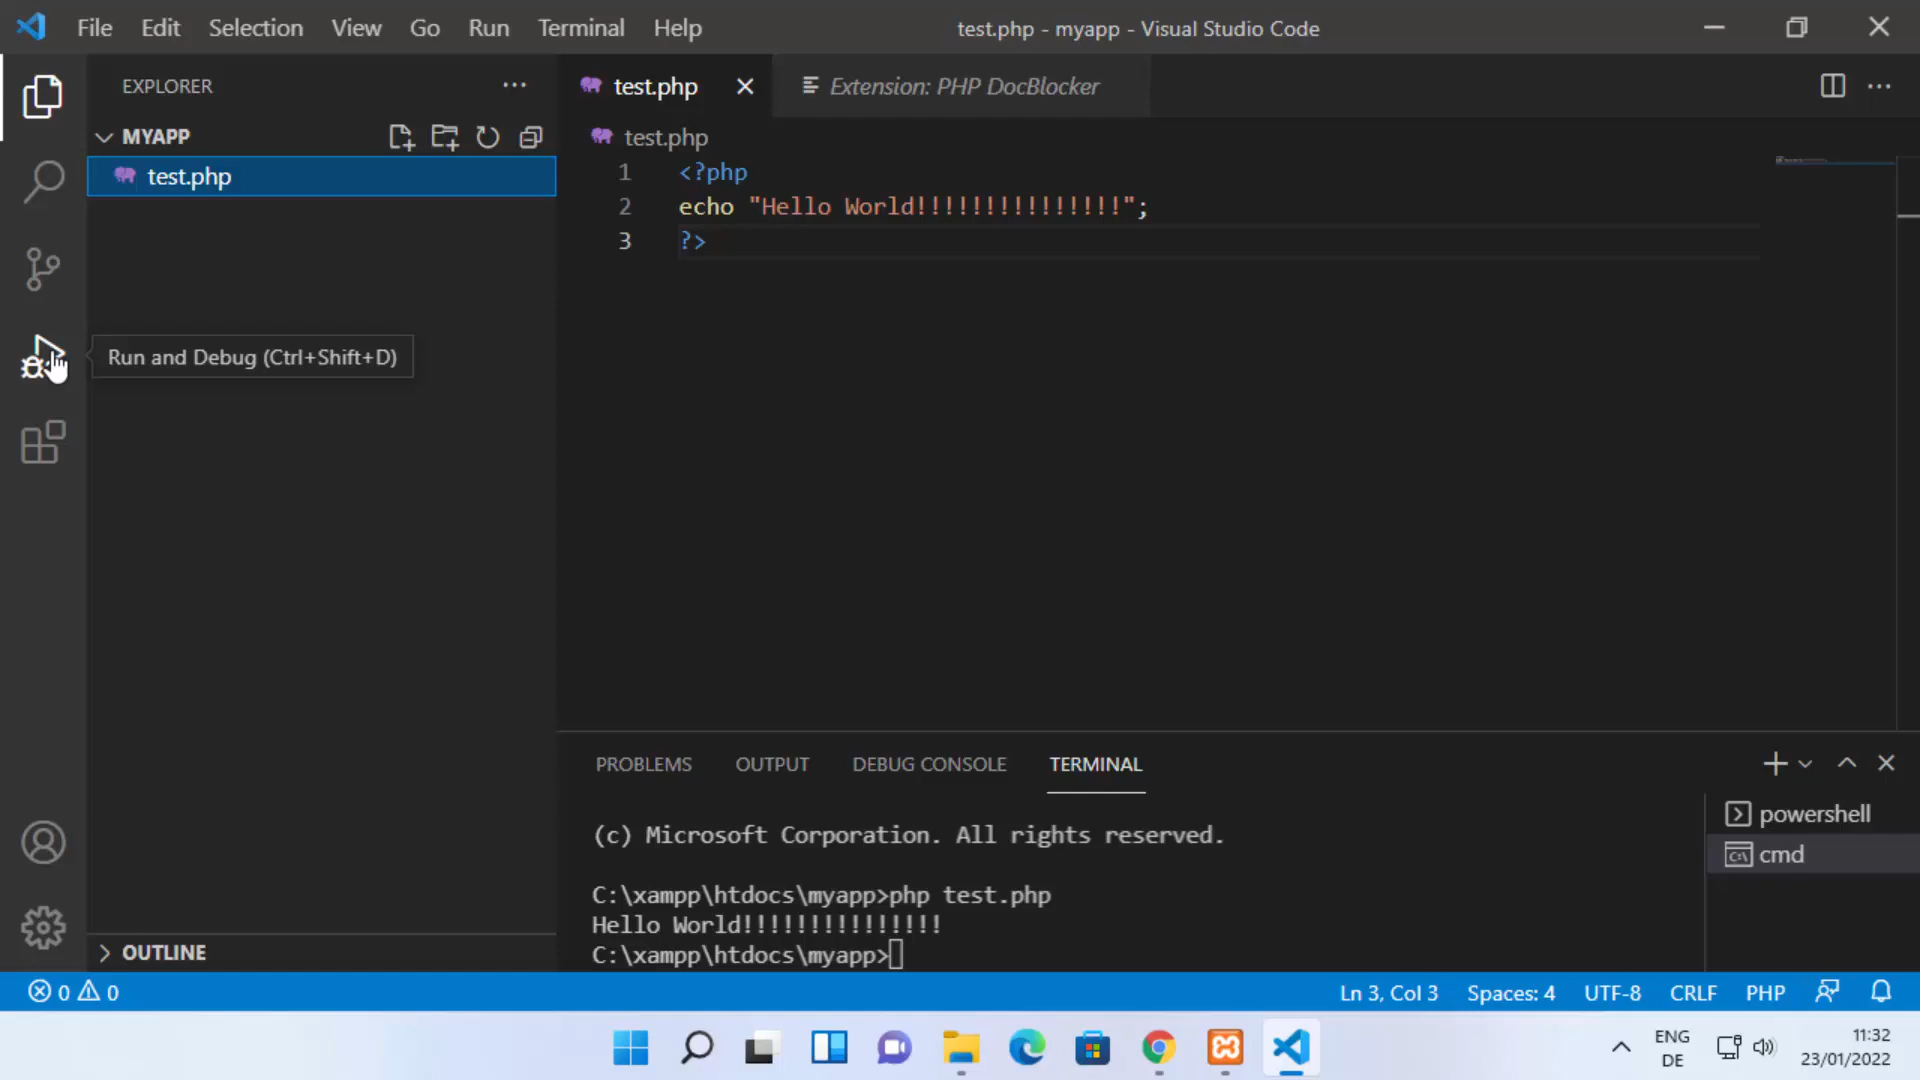 File Edit Selection View Go Run Terminal Help
test.php - myapp - Visual Studio Code
EXPLORER
MYAPP
test.php
Run and Debug (Ctrl+Shift+D)
OUTLINE
test.php
Extension: PHP DocBlocker
test.php
1 <?php
2 echo "Hello World!!!!!!!!!!!!!!!";
3 ?>
PROBLEMS OUTPUT DEBUG CONSOLE TERMINAL
(c) Microsoft Corporation. All rights reserved.
C:\xampp\htdocs\myapp>php test.php
Hello World!!!!!!!!!!!!!!!
C:\xampp\htdocs\myapp>
powershell
cmd
0 0
Ln 3, Col 3 Spaces: 4 UTF-8 CRLF PHP
ENG
DE
11:32
23/01/2022